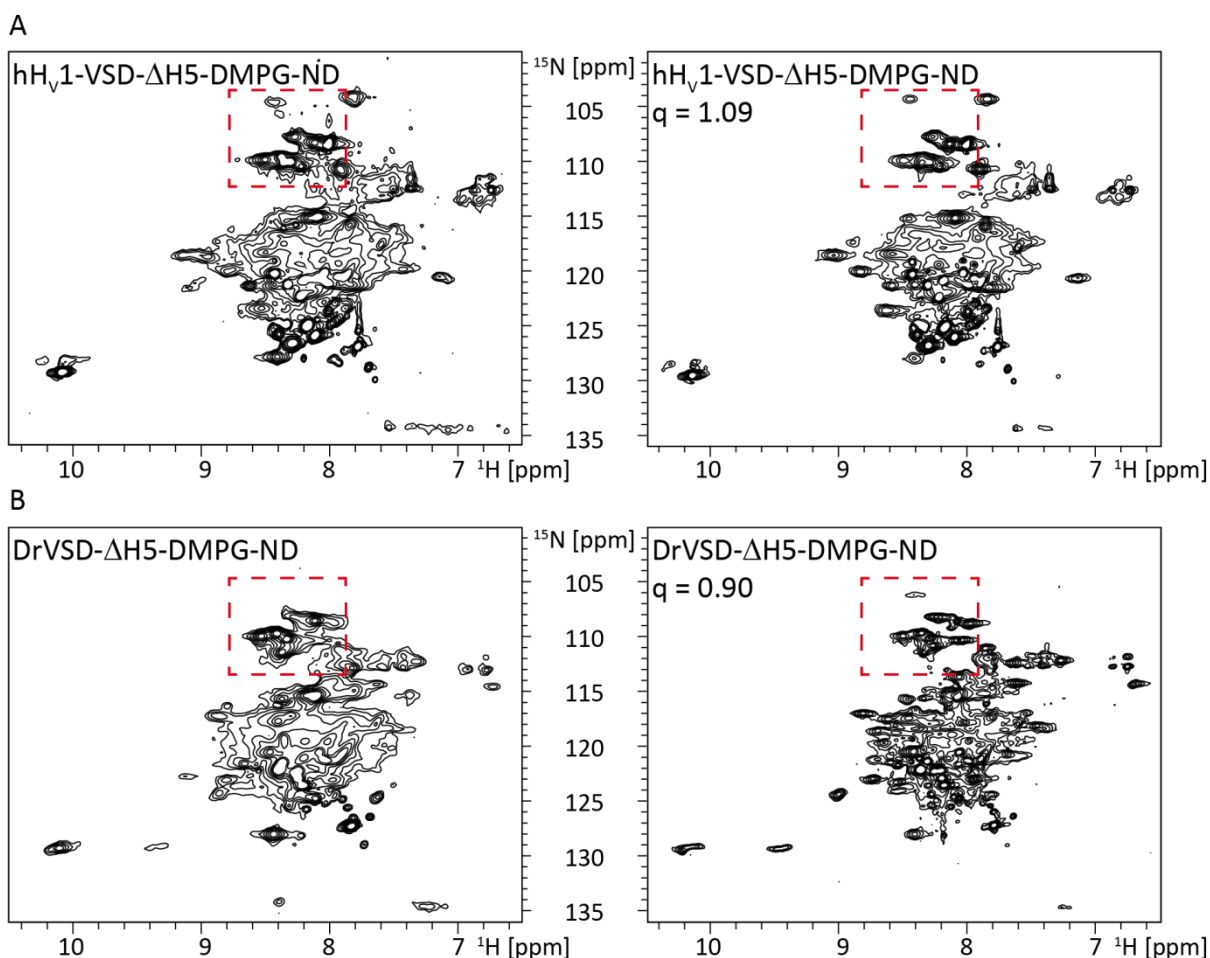 A
hHV1-VSD-ΔH5-DMPG-ND
15N [ppm]
hHV1-VSD-ΔH5-DMPG-ND
q = 1.09
105
110
115
120
125
130
135
10 9 8 7 1H [ppm]
10 9 8 7 1H [ppm]
B
DrVSD-ΔH5-DMPG-ND
15N [ppm]
DrVSD-ΔH5-DMPG-ND
q = 0.90
105
110
115
120
125
130
135
10 9 8 7 1H [ppm]
10 9 8 7 1H [ppm]